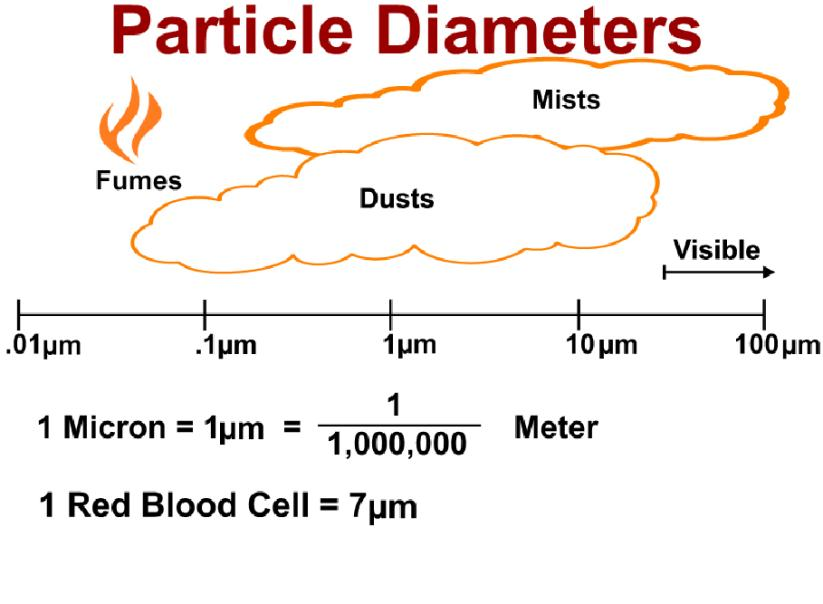 Particle Diameters
Mists
Fumes
Dusts
Visible
.01µm .1µm 1µm 10µm 100µm
1 Micron = 1µm = 1 / 1,000,000 Meter
1 Red Blood Cell = 7µm